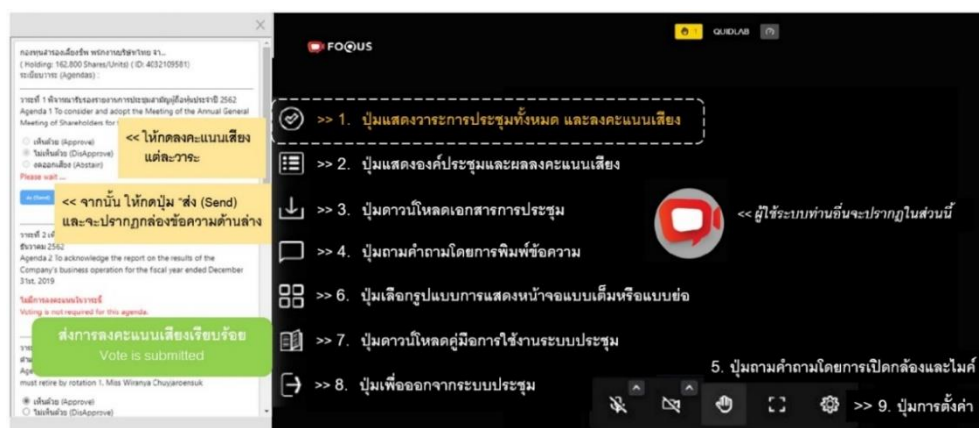 กองทุนสำรองเลี้ยงชีพ พนักงานบริษัทไทย จำ...
( Holding: 162,800 Shares/Units) ( ID: 4032109581)
ระเบียบวาระ (Agendas) :
วาระที่ 1 พิจารณารับรองรายงานการประชุมสามัญผู้ถือหุ้นประจำปี 2562
Agenda 1 To consider and adopt the Meeting of the Annual General
Meeting of Shareholders for
เห็นด้วย (Approve)
ไม่เห็นด้วย (DisApprove)
งดออกเสียง (Abstain)
Please wait ...
ส่ง (Send)
<< ให้กดลงคะแนนเสียง
แต่ละวาระ
<< จากนั้น ให้กดปุ่ม "ส่ง (Send)
และจะปรากฏกล่องข้อความด้านล่าง
วาระที่ 2
ธันวาคม 2562
Agenda 2 To acknowledge the report on the results of the
Company's business operation for the fiscal year ended December
31st, 2019
ไม่มีการลงคะแนนในวาระนี้
Voting is not required for this agenda.
ส่งการลงคะแนนเสียงเรียบร้อย
Vote is submitted
must retire by rotation 1. Miss Wiranya Chuyjaroensuk
เห็นด้วย (Approve)
ไม่เห็นด้วย (DisApprove)
FOQUS
1
QUIDLAB
>> 1. ปุ่มแสดงวาระการประชุมทั้งหมด และลงคะแนนเสียง
>> 2. ปุ่มแสดงองค์ประชุมและผลลงคะแนนเสียง
>> 3. ปุ่มดาวน์โหลดเอกสารการประชุม
<< ผู้ใช้ระบบท่านอื่นจะปรากฏในส่วนนี้
>> 4. ปุ่มถามคำถามโดยการพิมพ์ข้อความ
>> 6. ปุ่มเลือกรูปแบบการแสดงหน้าจอแบบเต็มหรือแบบย่อ
>> 7. ปุ่มดาวน์โหลดคู่มือการใช้งานระบบประชุม
5. ปุ่มถามคำถามโดยการเปิดกล้องและไมค์
>> 8. ปุ่มเพื่อออกจากระบบประชุม
>> 9. ปุ่มการตั้งค่า